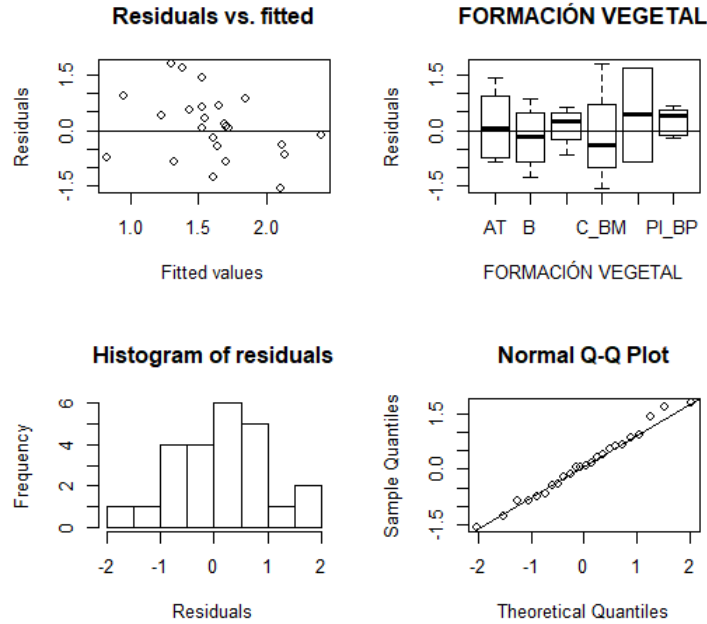 Residuals vs. fitted
Residuals
-1.5 0.0 1.5
1.0 1.5 2.0
Fitted values
FORMACIÓN VEGETAL
Residuals
-1.5 0.0 1.5
AT B C_BM PI_BP
FORMACIÓN VEGETAL
Histogram of residuals
Frequency
0 2 4 6
-2 -1 0 1 2
Residuals
Normal Q-Q Plot
Sample Quantiles
-1.5 0.0 1.5
-2 -1 0 1 2
Theoretical Quantiles